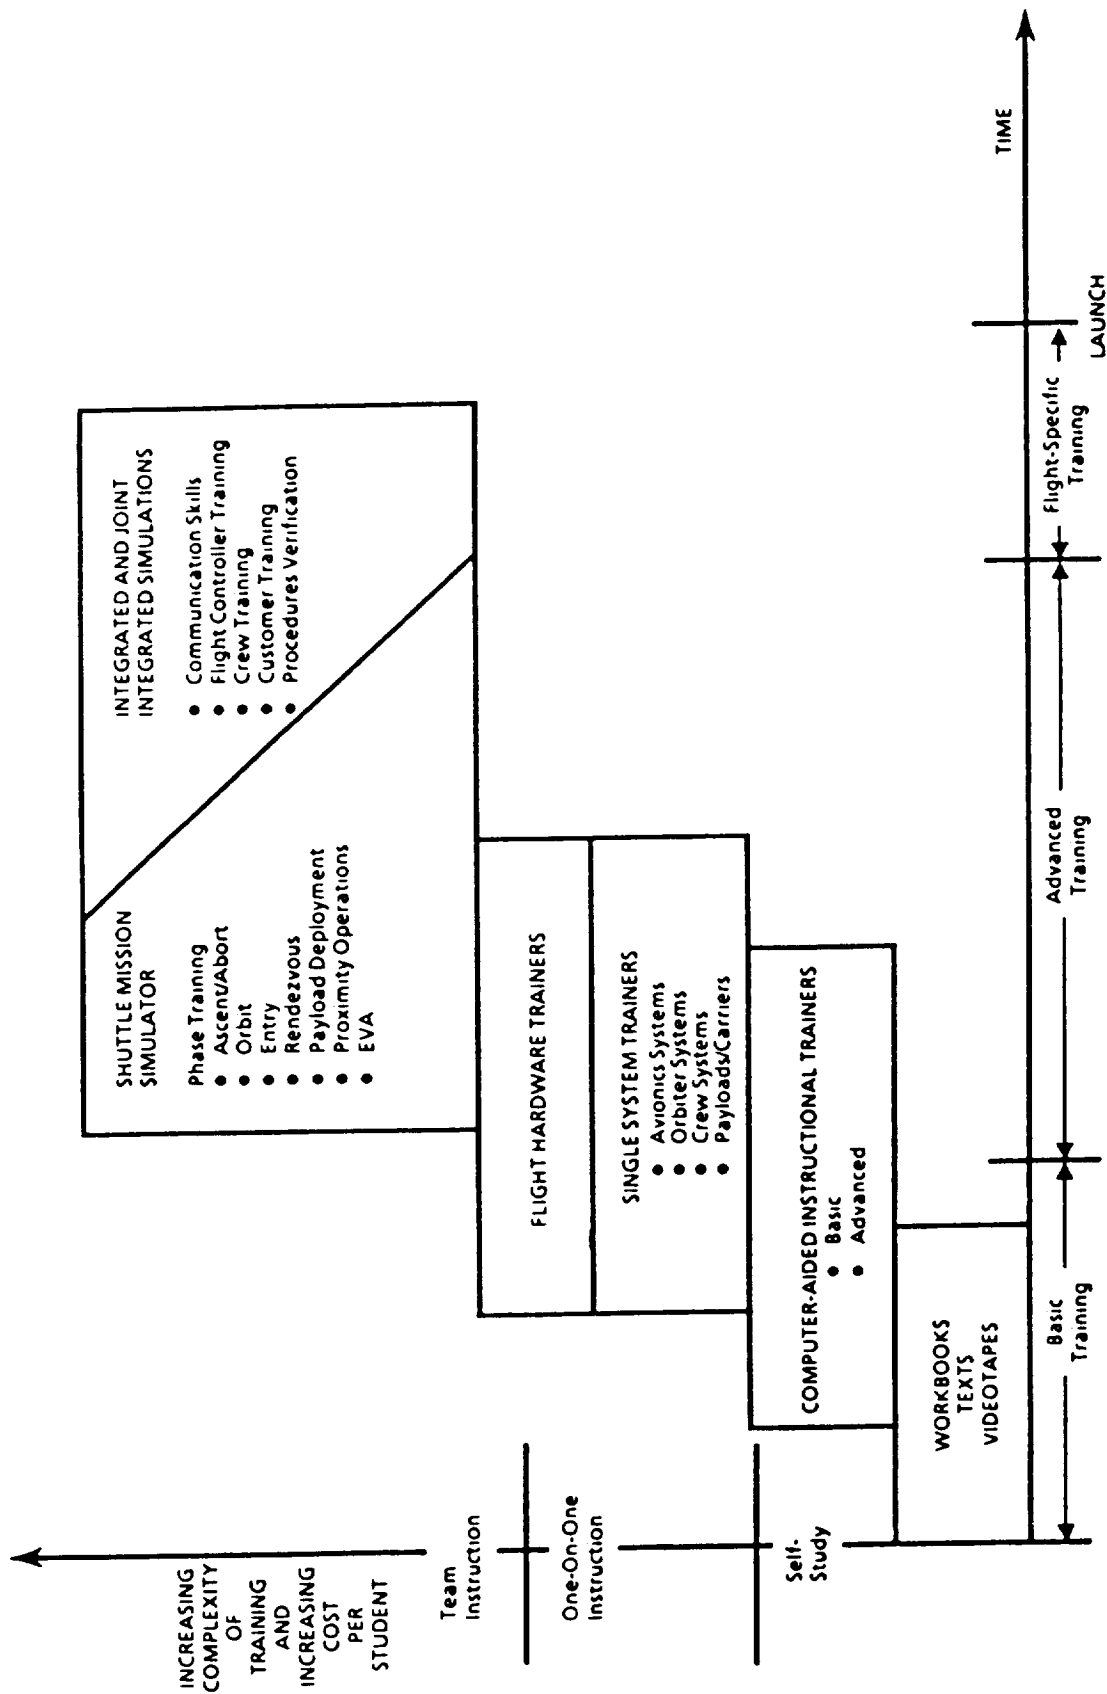 INCREASING
COMPLEXITY
OF
TRAINING
AND
INCREASING
COST
PER
STUDENT
Team
Instruction
One-On-One
Instruction
Self-
Study
SHUTTLE MISSION
SIMULATOR
Phase Training
● Ascent/Abort
● Orbit
● Entry
● Rendezvous
● Payload Deployment
● Proximity Operations
● EVA
INTEGRATED AND JOINT
INTEGRATED SIMULATIONS
● Communication Skills
● Flight Controller Training
● Crew Training
● Customer Training
● Procedures Verification
FLIGHT HARDWARE TRAINERS
SINGLE SYSTEM TRAINERS
● Avionics Systems
● Orbiter Systems
● Crew Systems
● Payloads/Carriers
COMPUTER-AIDED INSTRUCTIONAL TRAINERS
● Basic
● Advanced
WORKBOOKS
TEXTS
VIDEOTAPES
TIME
Basic
Training
Advanced
Training
Flight-Specific
Training
LAUNCH